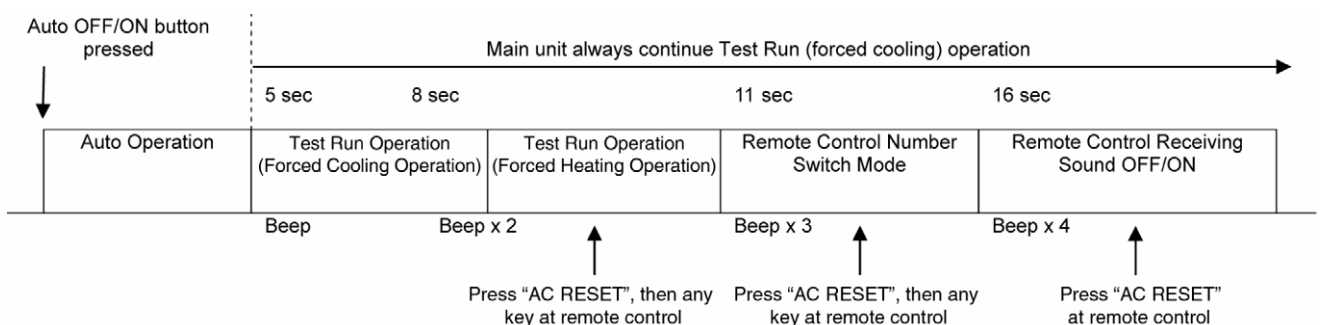 Auto OFF/ON button
pressed
Main unit always continue Test Run (forced cooling) operation
5 sec
8 sec
11 sec
16 sec
Auto Operation
Test Run Operation
(Forced Cooling Operation)
Test Run Operation
(Forced Heating Operation)
Remote Control Number
Switch Mode
Remote Control Receiving
Sound OFF/ON
Beep
Beep x 2
Beep x 3
Beep x 4
Press “AC RESET”, then any
key at remote control
Press “AC RESET”, then any
key at remote control
Press “AC RESET”
at remote control